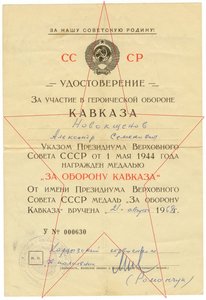 ЗА НАШУ СОВЕТСКУЮ РОДИНУ!
СС СР
УДОСТОВЕРЕНИЕ
ЗА УЧАСТИЕ В ГЕРОИЧЕСКОЙ ОБОРОНЕ
КАВКАЗА
Новокщенов
Александр Семенович
УКАЗОМ ПРЕЗИДИУМА ВЕРХОВНОГО
СОВЕТА СССР ОТ 1 МАЯ 1944 ГОДА
НАГРАЖДЕН МЕДАЛЬЮ
"ЗА ОБОРОНУ КАВКАЗА"
ОТ ИМЕНИ ПРЕЗИДИУМА ВЕРХОВНОГО
СОВЕТА СССР МЕДАЛЬ „ЗА ОБОРОНУ
КАВКАЗА" ВРУЧЕНА 196
У № 000630
М. П.